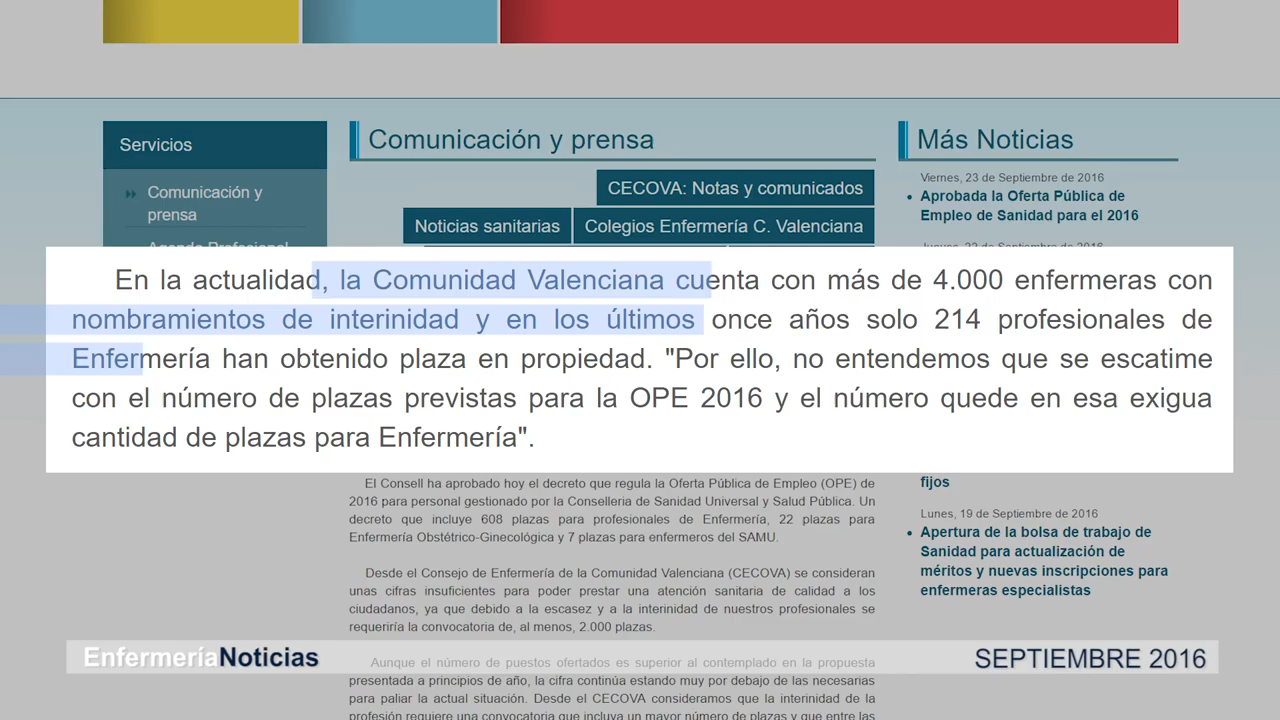 Servicios
Comunicación y
prensa
Agenda Profesional
Comunicación y prensa
CECOVA: Notas y comunicados
Noticias sanitarias
Colegios Enfermería C. Valenciana
Más Noticias
Viernes, 23 de Septiembre de 2016
Aprobada la Oferta Pública de
Empleo de Sanidad para el 2016
Jueves, 22 de Septiembre de 2016
En la actualidad, la Comunidad Valenciana cuenta con más de 4.000 enfermeras con
nombramientos de interinidad y en los últimos once años solo 214 profesionales de
Enfermería han obtenido plaza en propiedad. "Por ello, no entendemos que se escatime
con el número de plazas previstas para la OPE 2016 y el número quede en esa exigua
cantidad de plazas para Enfermería".
El Consell ha aprobado hoy el decreto que regula la Oferta Pública de Empleo (OPE) de
2016 para personal gestionado por la Conselleria de Sanidad Universal y Salud Pública. Un
decreto que incluye 608 plazas para profesionales de Enfermería, 22 plazas para
Enfermería Obstétrico-Ginecológica y 7 plazas para enfermeros del SAMU.
Desde el Consejo de Enfermería de la Comunidad Valenciana (CECOVA) se consideran
unas cifras insuficientes para poder prestar una atención sanitaria de calidad a los
ciudadanos, ya que debido a la escasez y a la interinidad de nuestros profesionales se
requeriría la convocatoria de, al menos, 2.000 plazas.
Aunque el número de puestos ofertados es superior al contemplado en la propuesta
presentada a principios de año, la cifra continúa estando muy por debajo de las necesarias
para paliar la actual situación. Desde el CECOVA consideramos que la interinidad de la
profesión requiere una convocatoria que incluya un mayor número de plazas y que entre las
fijos
Lunes, 19 de Septiembre de 2016
Apertura de la bolsa de trabajo de
Sanidad para actualización de
méritos y nuevas inscripciones para
enfermeras especialistas
EnfermeríaNoticias
SEPTIEMBRE 2016